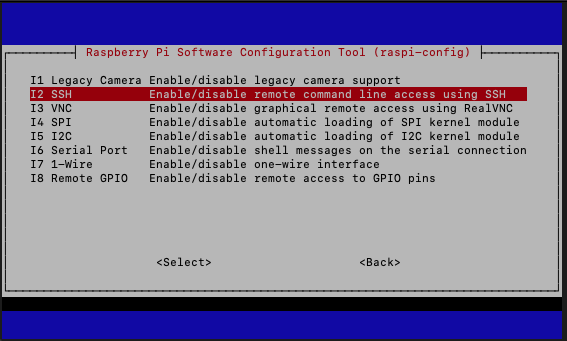 Raspberry Pi Software Configuration Tool (raspi-config)
I1 Legacy Camera Enable/disable legacy camera support
I2 SSH Enable/disable remote command line access using SSH
I3 VNC Enable/disable graphical remote access using RealVNC
I4 SPI Enable/disable automatic loading of SPI kernel module
I5 I2C Enable/disable automatic loading of I2C kernel module
I6 Serial Port Enable/disable shell messages on the serial connection
I7 1-Wire Enable/disable one-wire interface
I8 Remote GPIO Enable/disable remote access to GPIO pins
<Select> <Back>